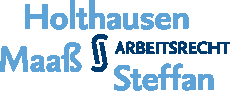 Holthausen
Maaß § ARBEITSRECHT
Steffan